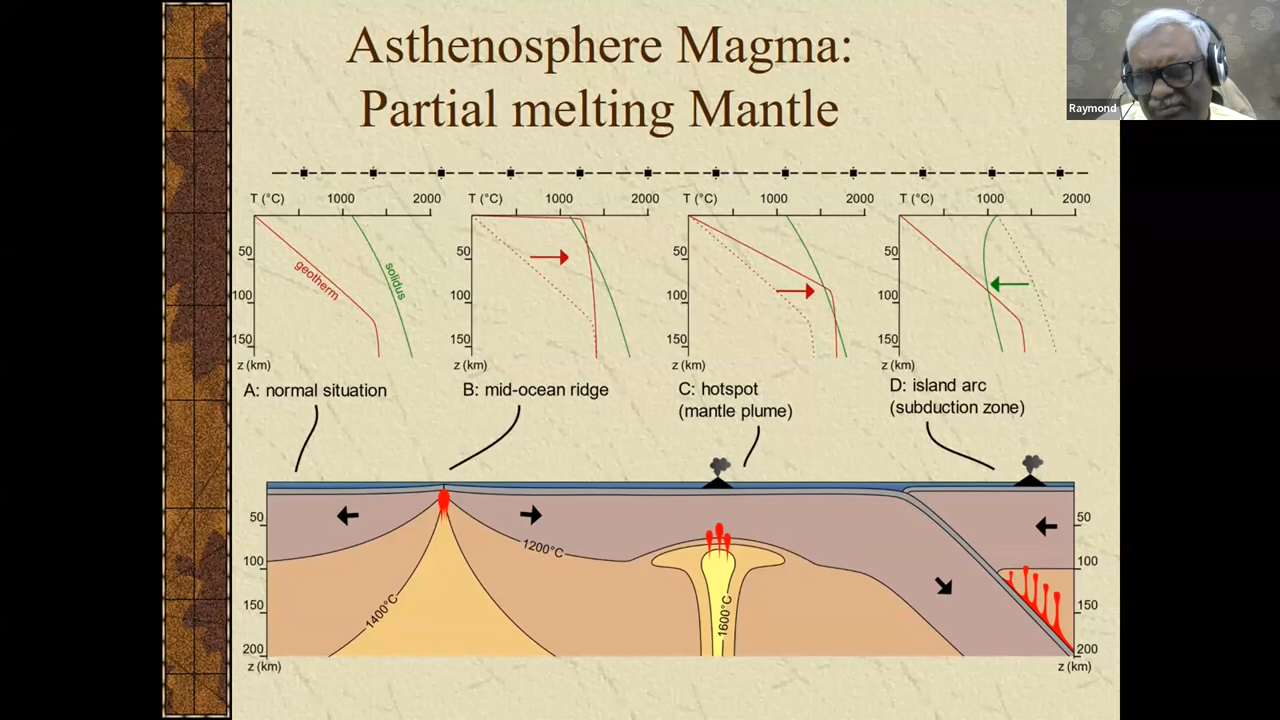 Asthenosphere Magma:
Partial melting Mantle
Raymond
T (°C) 1000 2000 T (°C) 1000 2000 T (°C) 1000 2000 T (°C) 1000 2000
50 50 50 50
geotherm solidus
100 100 100 100
150 150 150 150
z (km) z (km) z (km) z (km)
A: normal situation
B: mid-ocean ridge
C: hotspot
(mantle plume)
D: island arc
(subduction zone)
50 50
1200°C
100 100
1400°C
1600°C
150 150
200 200
z (km) z (km)